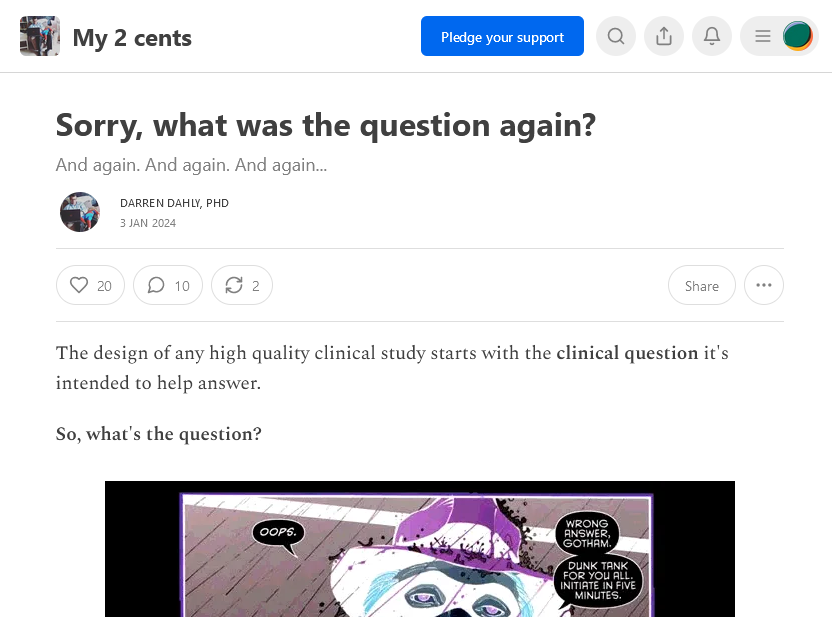 My 2 cents
Pledge your support
Sorry, what was the question again?
And again. And again. And again...
DARREN DAHLY, PHD
3 JAN 2024
20
10
2
Share
The design of any high quality clinical study starts with the clinical question it's
intended to help answer.
So, what's the question?
OOPS.
WRONG
ANSWER,
GOTHAM.
DUNK TANK
FOR YOU ALL.
INITIATE IN FIVE
MINUTES.